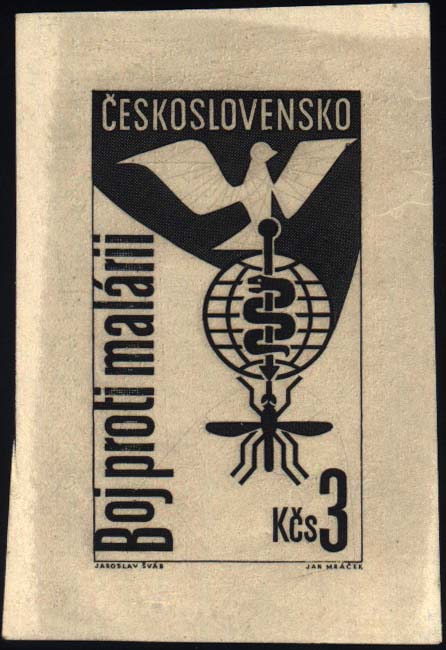 ČESKOSLOVENSKO
Boj proti malárii
Kčs 3
JAROSLAV ŠVÁB
JAN MRÁČEK